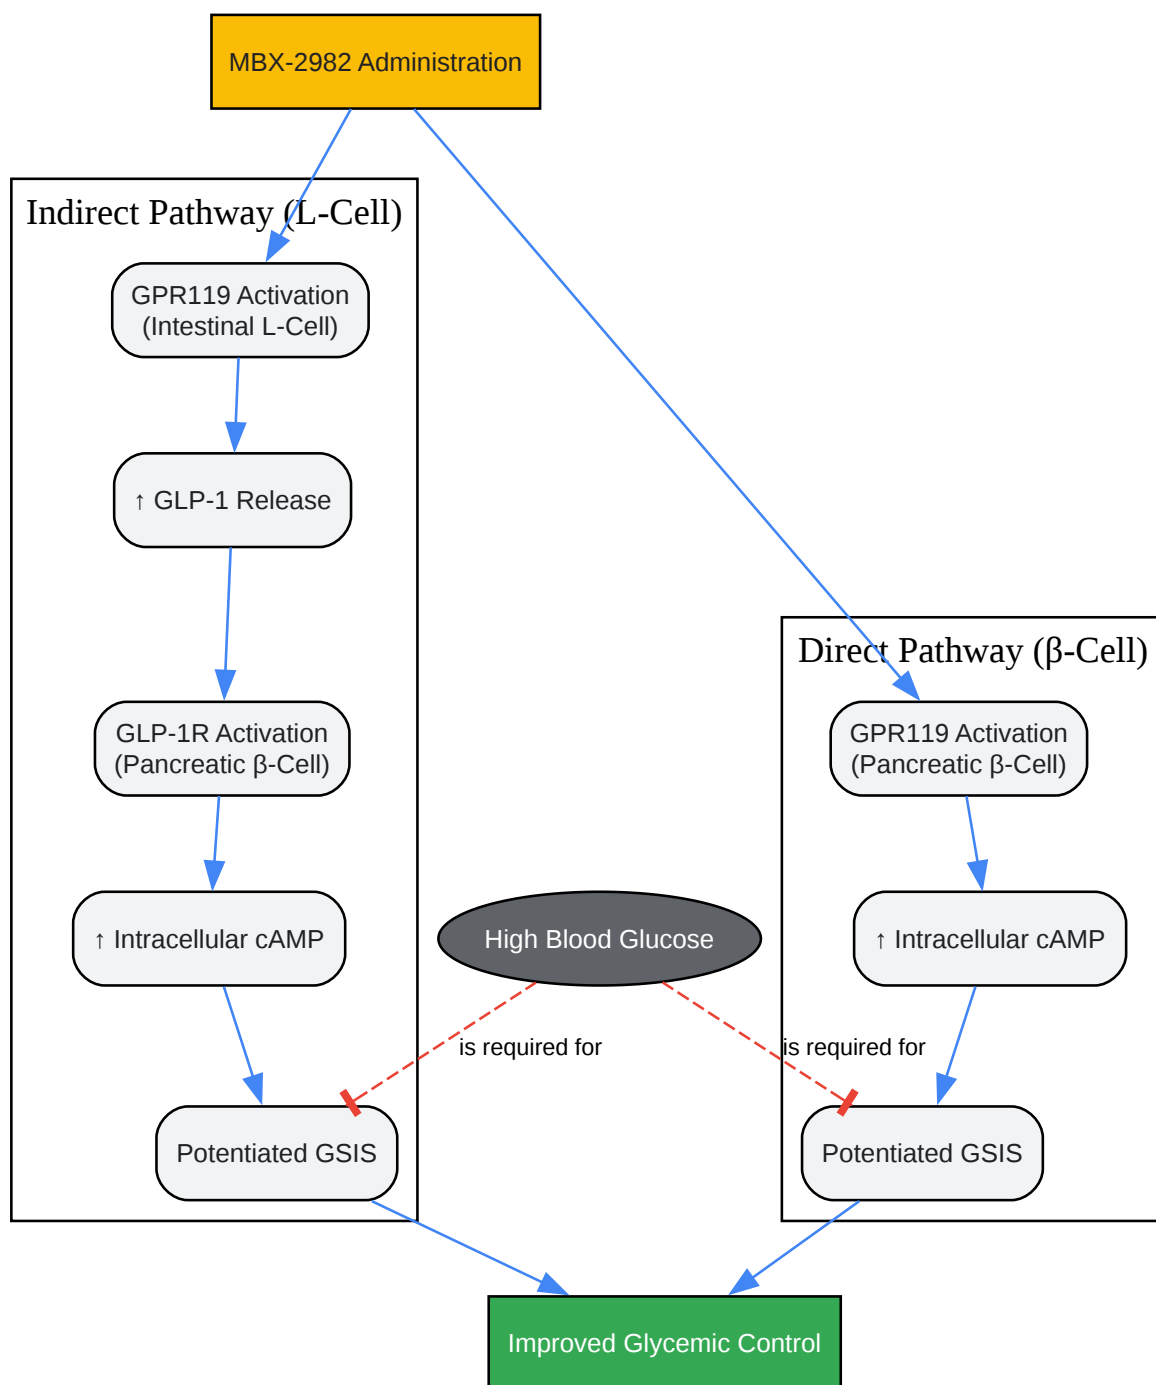 MBX-2982 Administration
Indirect Pathway (L-Cell)
GPR119 Activation
(Intestinal L-Cell)
↑ GLP-1 Release
GLP-1R Activation
(Pancreatic β-Cell)
↑ Intracellular cAMP
Potentiated GSIS
High Blood Glucose
is required for
is required for
Direct Pathway (β-Cell)
GPR119 Activation
(Pancreatic β-Cell)
↑ Intracellular cAMP
Potentiated GSIS
Improved Glycemic Control